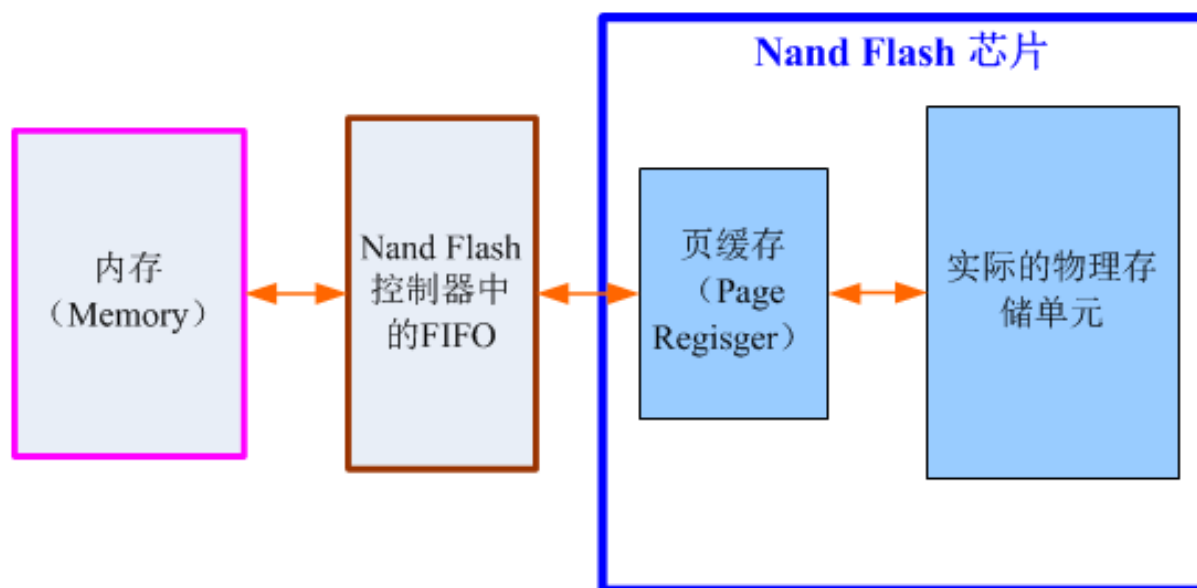 Nand Flash 芯片
内存
（Memory）
Nand Flash
控制器中
的FIFO
页缓存
（Page
Regisger）
实际的物理存
储单元